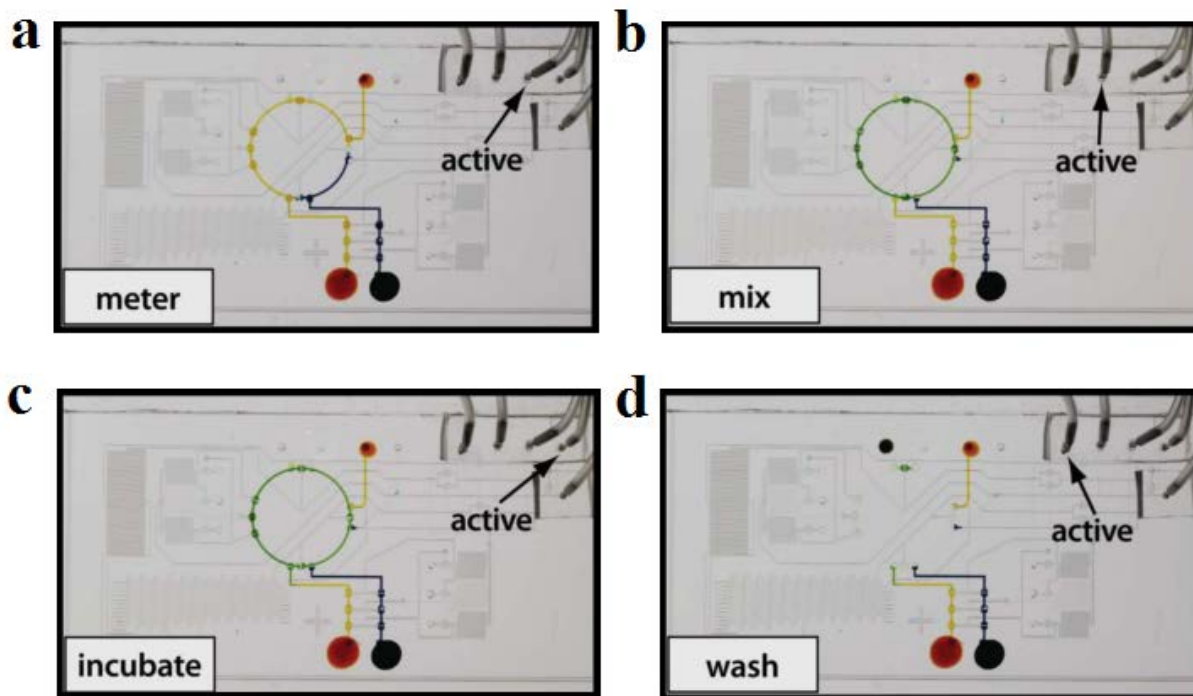 a
active
meter
b
active
mix
c
active
incubate
d
active
wash